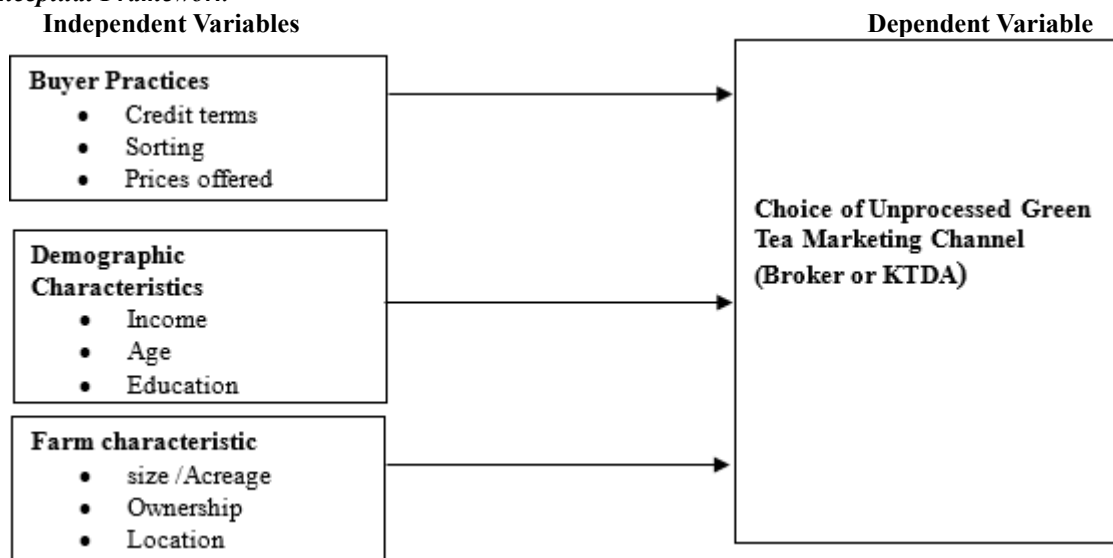 Independent Variables
Dependent Variable
Buyer Practices
• Credit terms
• Sorting
• Prices offered
Demographic
Characteristics
• Income
• Age
• Education
Farm characteristic
• size /Acreage
• Ownership
• Location
Choice of Unprocessed Green
Tea Marketing Channel
(Broker or KTDA)